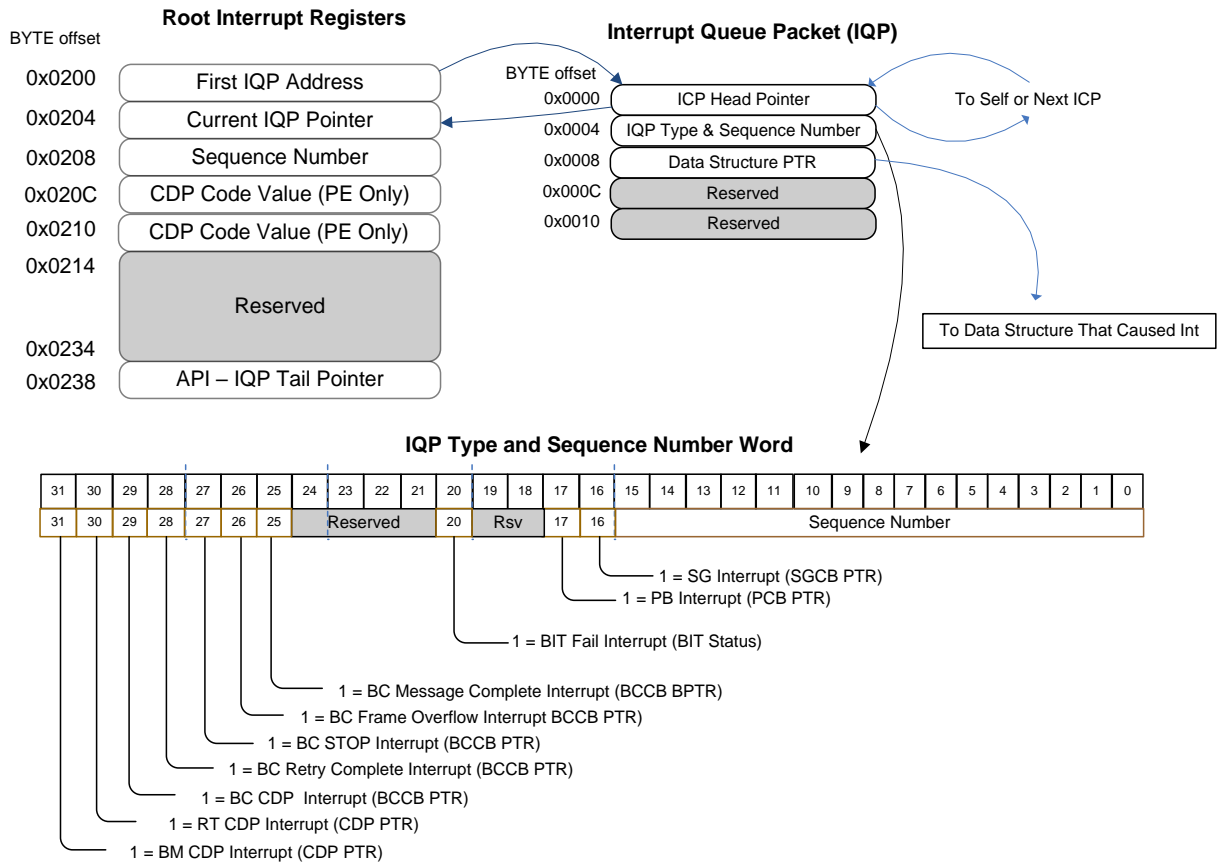 Root Interrupt Registers
BYTE offset
0x0200 First IQP Address
0x0204 Current IQP Pointer
0x0208 Sequence Number
0x020C CDP Code Value (PE Only)
0x0210 CDP Code Value (PE Only)
0x0214
Reserved
0x0234
0x0238 API – IQP Tail Pointer
Interrupt Queue Packet (IQP)
BYTE offset
0x0000 ICP Head Pointer
To Self or Next ICP
0x0004 IQP Type & Sequence Number
0x0008 Data Structure PTR
0x000C Reserved
0x0010 Reserved
To Data Structure That Caused Int
IQP Type and Sequence Number Word
31 30 29 28 27 26 25 24 23 22 21 20 19 18 17 16 15 14 13 12 11 10 9 8 7 6 5 4 3 2 1 0
31 30 29 28 27 26 25 Reserved 20 Rsv 17 16 Sequence Number
1 = SG Interrupt (SGCB PTR)
1 = PB Interrupt (PCB PTR)
1 = BIT Fail Interrupt (BIT Status)
1 = BC Message Complete Interrupt (BCCB BPTR)
1 = BC Frame Overflow Interrupt BCCB PTR)
1 = BC STOP Interrupt (BCCB PTR)
1 = BC Retry Complete Interrupt (BCCB PTR)
1 = BC CDP Interrupt (BCCB PTR)
1 = RT CDP Interrupt (CDP PTR)
1 = BM CDP Interrupt (CDP PTR)